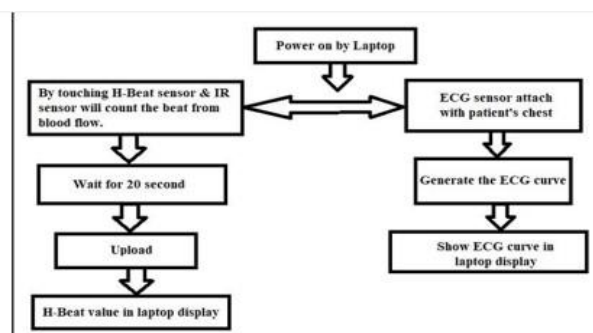 Power on by Laptop
By touching H-Beat sensor & IR
sensor will count the beat from
blood flow.
Wait for 20 second
Upload
H-Beat value in laptop display
ECG sensor attach
with patient's chest
Generate the ECG curve
Show ECG curve in
laptop display